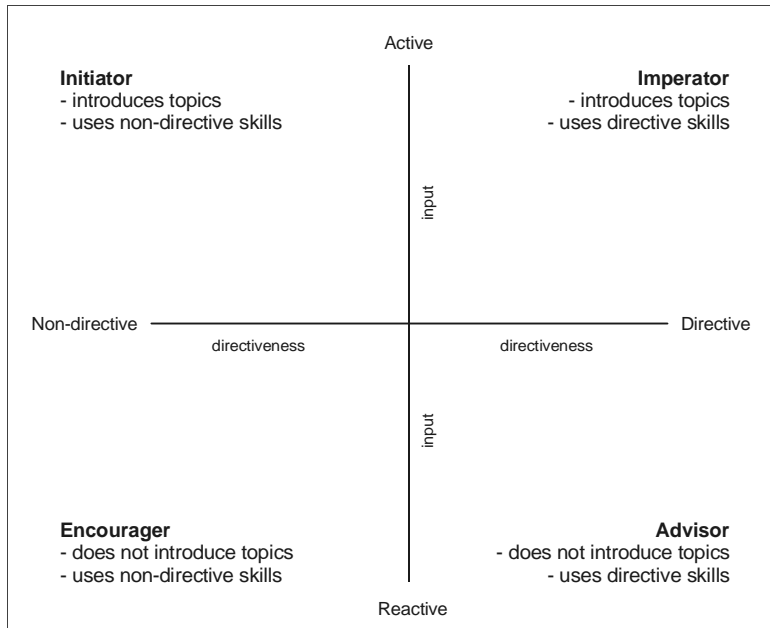 Active
Initiator
- introduces topics
- uses non-directive skills
Imperator
- introduces topics
- uses directive skills
input
Non-directive
Directive
directiveness
directiveness
input
Encourager
- does not introduce topics
- uses non-directive skills
Advisor
- does not introduce topics
- uses directive skills
Reactive